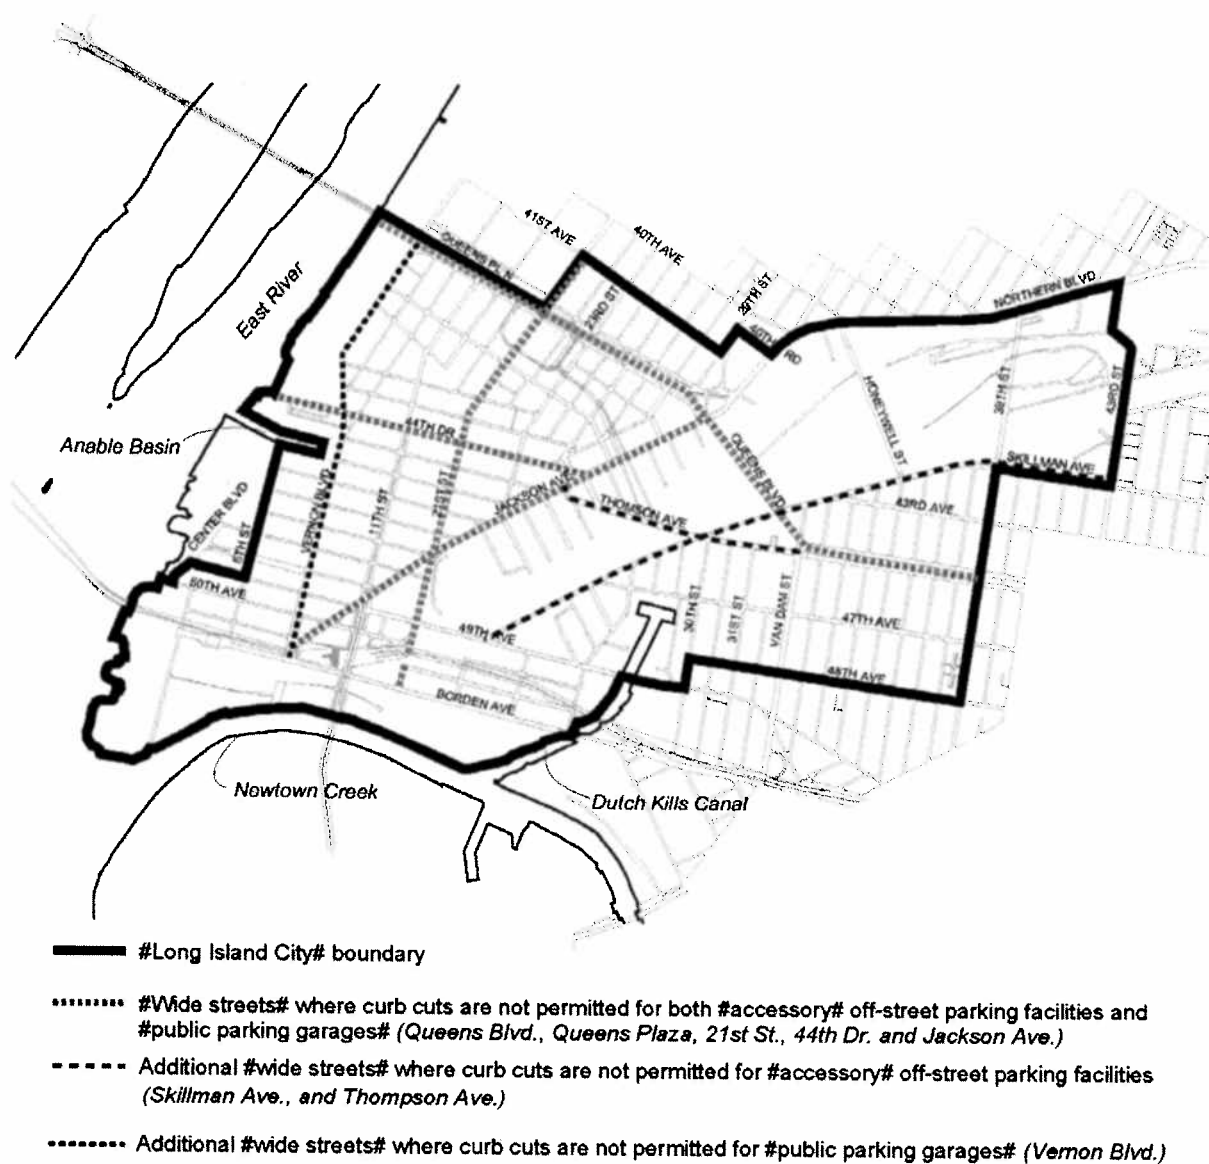 41ST AVE
40TH AVE
QUEENS PL N
29TH ST
23RD ST
NORTHERN BLVD
40TH RD
East River
HONEYWELL ST
39TH ST
43RD ST
44TH DR
Anable Basin
QUEENS BLVD
SKILLMAN AVE
CENTER BLVD
VERNON BLVD
11TH ST
21ST ST
JACKSON AVE
THOMSON AVE
43RD AVE
5TH ST
50TH AVE
49TH AVE
30TH ST
31ST ST
VAN DAM ST
47TH AVE
48TH AVE
BORDEN AVE
Newtown Creek
Dutch Kills Canal
#Long Island City# boundary
#Wide streets# where curb cuts are not permitted for both #accessory# off-street parking facilities and
#public parking garages# (Queens Blvd., Queens Plaza, 21st St., 44th Dr. and Jackson Ave.)
Additional #wide streets# where curb cuts are not permitted for #accessory# off-street parking facilities
(Skillman Ave., and Thompson Ave.)
Additional #wide streets# where curb cuts are not permitted for #public parking garages# (Vernon Blvd.)